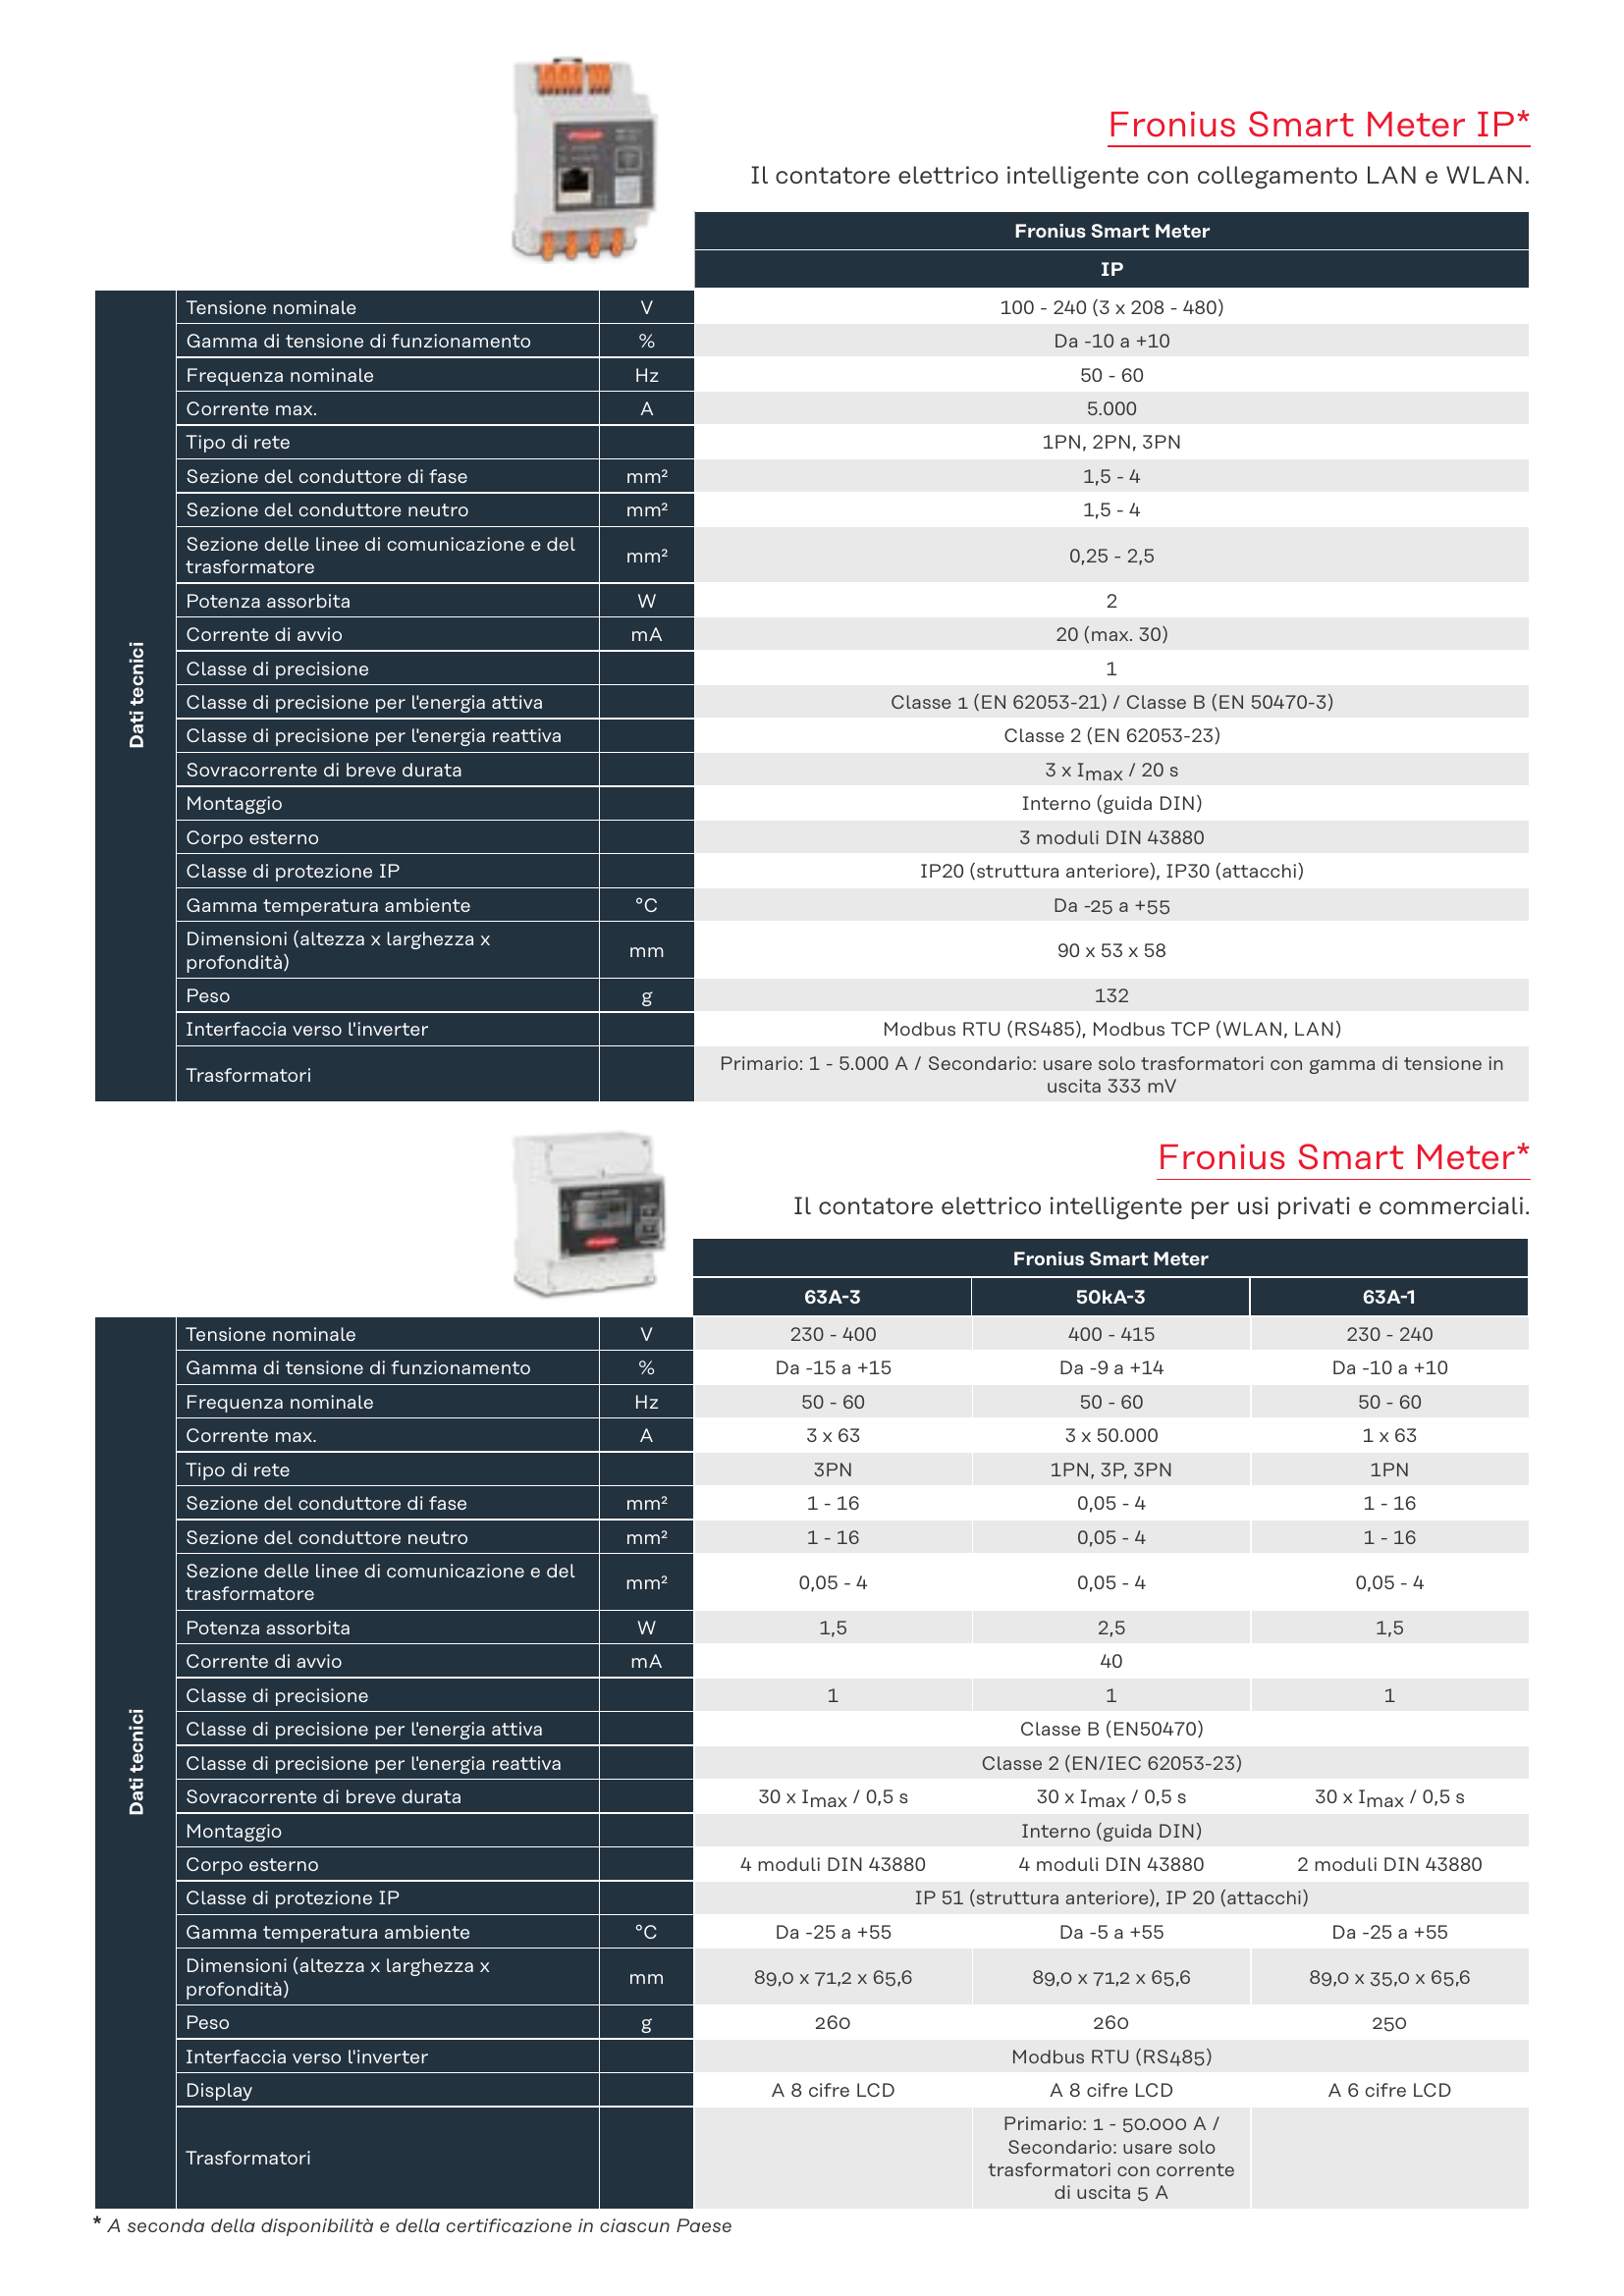 Fronius Smart Meter IP*
Il contatore elettrico intelligente con collegamento LAN e WLAN.
Fronius Smart Meter
IP
Dati tecnici
Tensione nominale V 100 - 240 (3 x 208 - 480)
Gamma di tensione di funzionamento % Da -10 a +10
Frequenza nominale Hz 50 - 60
Corrente max. A 5.000
Tipo di rete 1PN, 2PN, 3PN
Sezione del conduttore di fase mm² 1,5 - 4
Sezione del conduttore neutro mm² 1,5 - 4
Sezione delle linee di comunicazione e del
trasformatore mm² 0,25 - 2,5
Potenza assorbita W 2
Corrente di avvio mA 20 (max. 30)
Classe di precisione 1
Classe di precisione per l'energia attiva Classe 1 (EN 62053-21) / Classe B (EN 50470-3)
Classe di precisione per l'energia reattiva Classe 2 (EN 62053-23)
Sovracorrente di breve durata 3 x Imax / 20 s
Montaggio Interno (guida DIN)
Corpo esterno 3 moduli DIN 43880
Classe di protezione IP IP20 (struttura anteriore), IP30 (attacchi)
Gamma temperatura ambiente °C Da -25 a +55
Dimensioni (altezza x larghezza x
profondità) mm 90 x 53 x 58
Peso g 132
Interfaccia verso l'inverter Modbus RTU (RS485), Modbus TCP (WLAN, LAN)
Trasformatori Primario: 1 - 5.000 A / Secondario: usare solo trasformatori con gamma di tensione in
uscita 333 mV
Fronius Smart Meter*
Il contatore elettrico intelligente per usi privati e commerciali.
Fronius Smart Meter
63A-3 50kA-3 63A-1
Dati tecnici
Tensione nominale V 230 - 400 400 - 415 230 - 240
Gamma di tensione di funzionamento % Da -15 a +15 Da -9 a +14 Da -10 a +10
Frequenza nominale Hz 50 - 60 50 - 60 50 - 60
Corrente max. A 3 x 63 3 x 50.000 1 x 63
Tipo di rete 3PN 1PN, 3P, 3PN 1PN
Sezione del conduttore di fase mm² 1 - 16 0,05 - 4 1 - 16
Sezione del conduttore neutro mm² 1 - 16 0,05 - 4 1 - 16
Sezione delle linee di comunicazione e del
trasformatore mm² 0,05 - 4 0,05 - 4 0,05 - 4
Potenza assorbita W 1,5 2,5 1,5
Corrente di avvio mA 40
Classe di precisione 1 1 1
Classe di precisione per l'energia attiva Classe B (EN50470)
Classe di precisione per l'energia reattiva Classe 2 (EN/IEC 62053-23)
Sovracorrente di breve durata 30 x Imax / 0,5 s 30 x Imax / 0,5 s 30 x Imax / 0,5 s
Montaggio Interno (guida DIN)
Corpo esterno 4 moduli DIN 43880 4 moduli DIN 43880 2 moduli DIN 43880
Classe di protezione IP IP 51 (struttura anteriore), IP 20 (attacchi)
Gamma temperatura ambiente °C Da -25 a +55 Da -5 a +55 Da -25 a +55
Dimensioni (altezza x larghezza x
profondità) mm 89,0 x 71,2 x 65,6 89,0 x 71,2 x 65,6 89,0 x 35,0 x 65,6
Peso g 260 260 250
Interfaccia verso l'inverter Modbus RTU (RS485)
Display A 8 cifre LCD A 8 cifre LCD A 6 cifre LCD
Trasformatori Primario: 1 - 50.000 A /
Secondario: usare solo
trasformatori con corrente
di uscita 5 A
* A seconda della disponibilità e della certificazione in ciascun Paese